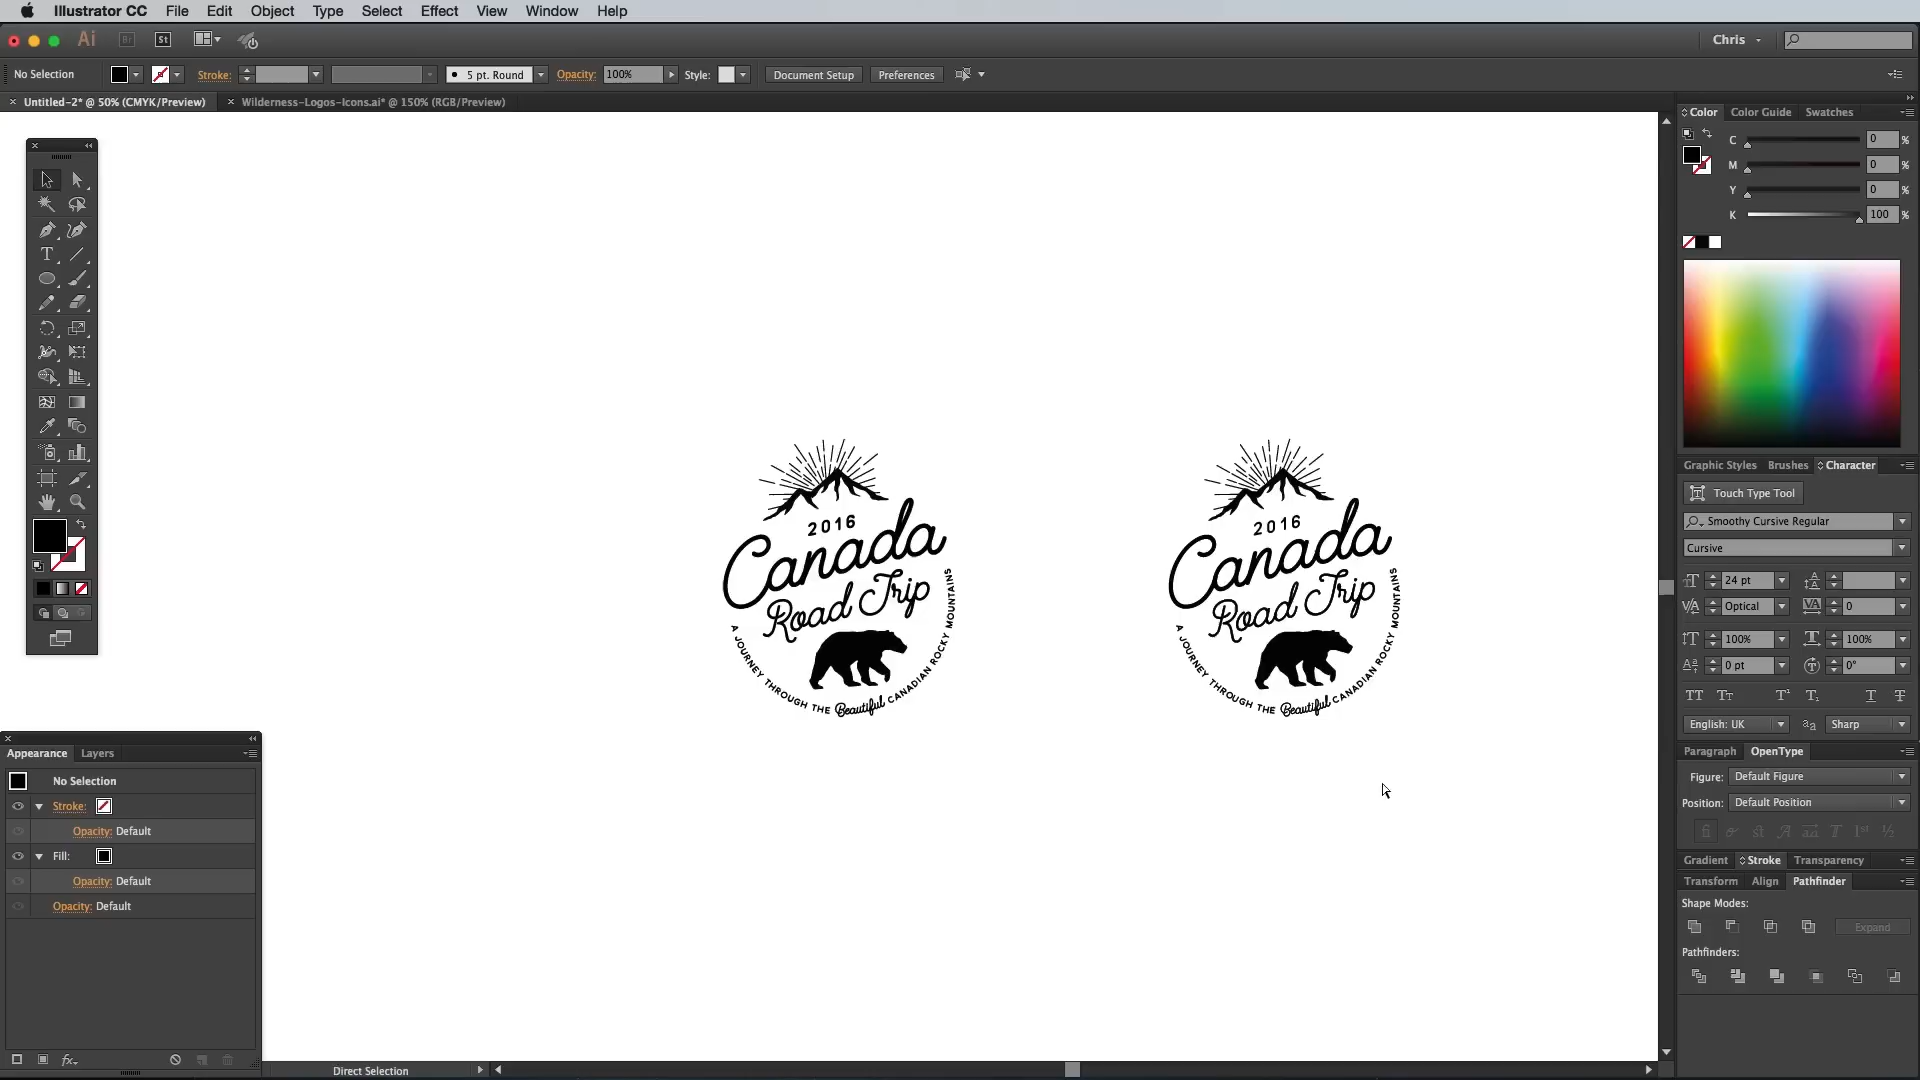 Illustrator CC File Edit Object Type Select Effect View Window Help
Ai Br St Chris
No Selection Stroke: 5 pt. Round Opacity: 100% Style: Document Setup Preferences
× Untitled-2* @ 50% (CMYK/Preview) × Wilderness-Logos-Icons.ai* @ 150% (RGB/Preview)
Color Color Guide Swatches
C 0 %
M 0 %
Y 0 %
K 100 %
2016
Canada
Road Trip
A JOURNEY THROUGH THE Beautiful CANADIAN ROCKY MOUNTAINS
2016
Canada
Road Trip
A JOURNEY THROUGH THE Beautiful CANADIAN ROCKY MOUNTAINS
Graphic Styles Brushes Character
Touch Type Tool
Smoothy Cursive Regular
Cursive
24 pt
Optical 0
100% 100%
0 pt 0°
English: UK Sharp
Paragraph OpenType
Figure: Default Figure
Position: Default Position
Gradient Stroke Transparency
Transform Align Pathfinder
Shape Modes:
Expand
Pathfinders:
Appearance Layers
No Selection
Stroke:
Opacity: Default
Fill:
Opacity: Default
Opacity: Default
fx
Direct Selection